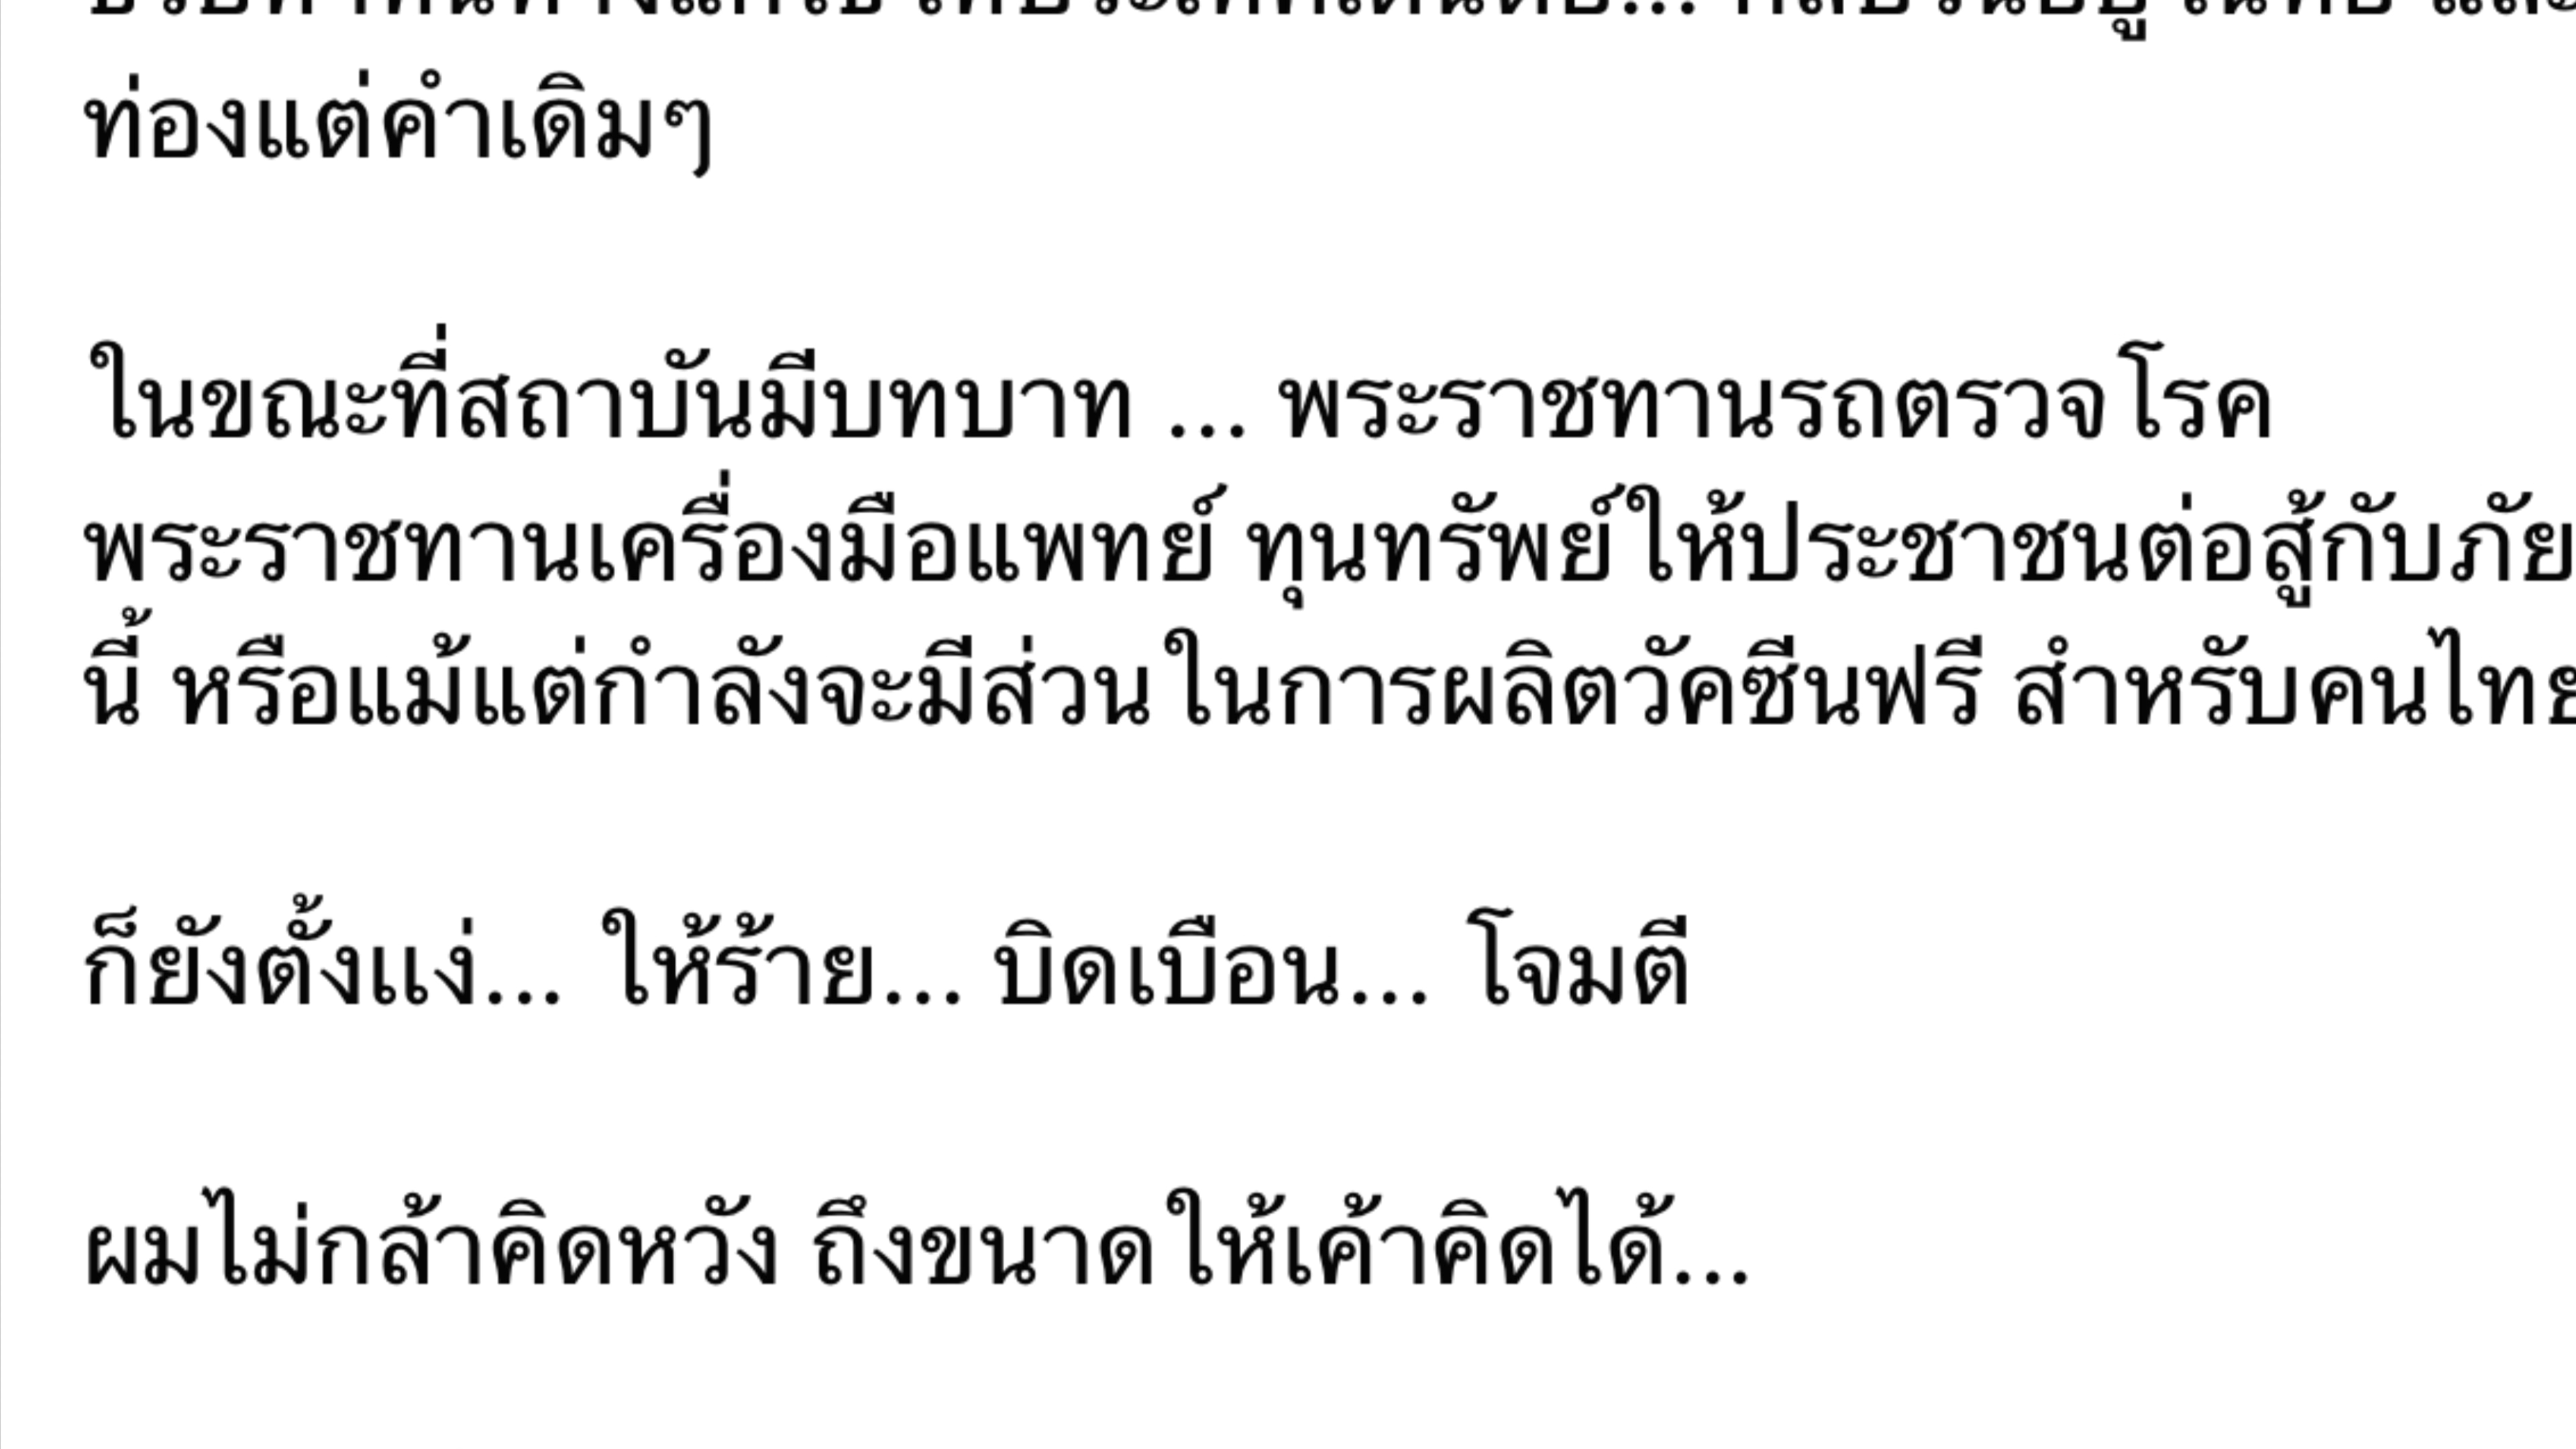 ท่องแต่คำเดิมๆ
ในขณะที่สถาบันมีบทบาท ... พระราชทานรถตรวจโรค
พระราชทานเครื่องมือแพทย์ ทุนทรัพย์ให้ประชาชนต่อสู้กับภัย
นี้ หรือแม้แต่กำลังจะมีส่วนในการผลิตวัคซีนฟรี สำหรับคนไทย
ก็ยังตั้งแง่... ให้ร้าย... บิดเบือน... โจมตี
ผมไม่กล้าคิดหวัง ถึงขนาดให้เค้าคิดได้...